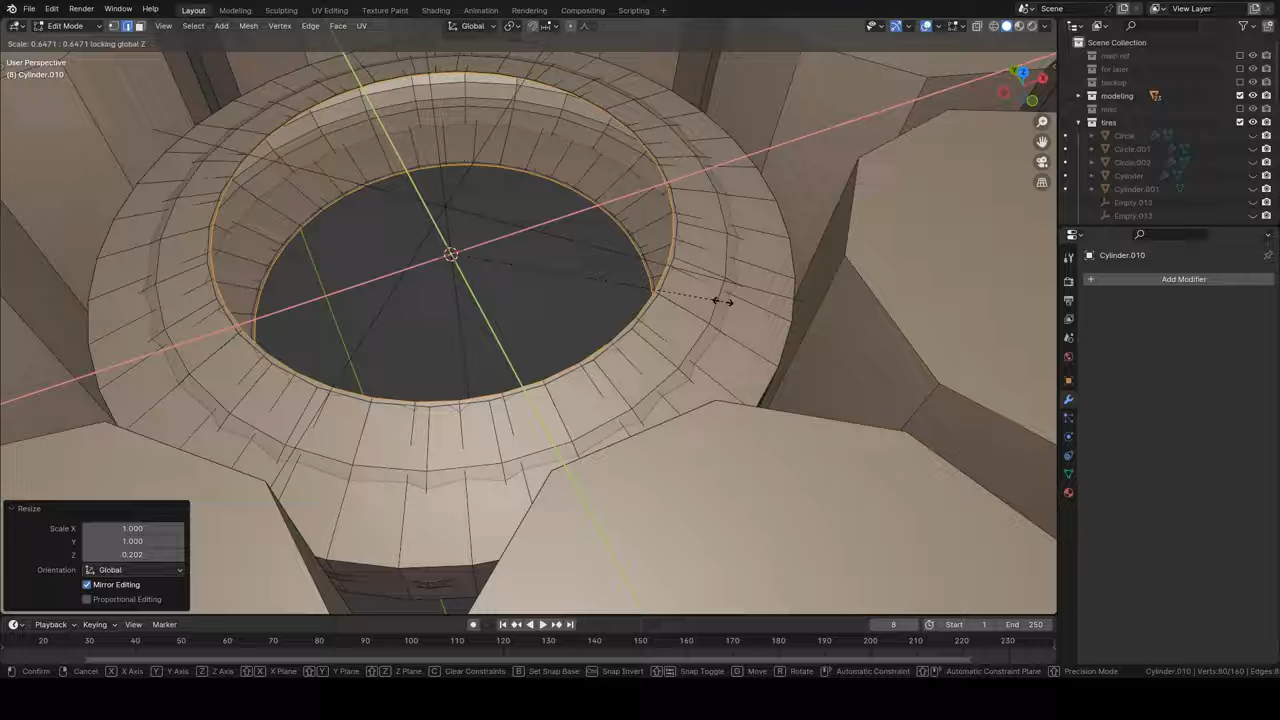 File Edit Render Window Help Layout Modeling Sculpting UV Editing Texture Paint Shading Animation Rendering Compositing Scripting + Scene View Layer
Edit Mode View Select Add Mesh Vertex Edge Face UV Global
Scale: 0.6471 : 0.6471 locking global Z
User Perspective
(8) Cylinder.010
Scene Collection
main ref
for later
backup
modeling 23
misc
tires
Circle
Circle.001
Circle.002
Cylinder
Cylinder.001
Empty.012
Empty.013
Cylinder.010
+ Add Modifier
Z Y X
Resize
Scale X 1.000
Y 1.000
Z 0.202
Orientation Global
Mirror Editing
Proportional Editing
Playback Keying View Marker 8 Start 1 End 250
20 30 40 50 60 70 80 90 100 110 120 130 140 150 160 170 180 190 200 210 220 230
Confirm Cancel X X Axis Y Y Axis Z Z Axis X X Plane Y Y Plane Z Z Plane C Clear Constraints B Set Snap Base Snap Invert Snap Toggle G Move R Rotate Automatic Constraint Automatic Constraint Plane Precision Mode Cylinder.010 | Verts:80/160 | Edges:8